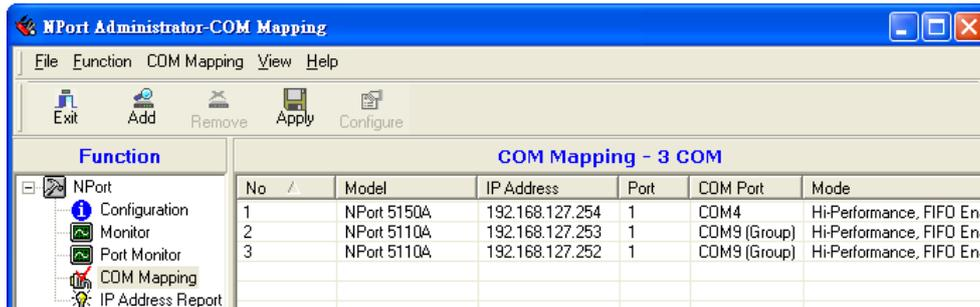 NPort Administrator-COM Mapping
File Function COM Mapping View Help
Exit Add Remove Apply Configure
Function
COM Mapping - 3 COM
NPort
Configuration
Monitor
Port Monitor
COM Mapping
IP Address Report
No Model IP Address Port COM Port Mode
1 NPort 5150A 192.168.127.254 1 COM4 Hi-Performance, FIFO En
2 NPort 5110A 192.168.127.253 1 COM9 (Group) Hi-Performance, FIFO En
3 NPort 5110A 192.168.127.252 1 COM9 (Group) Hi-Performance, FIFO En